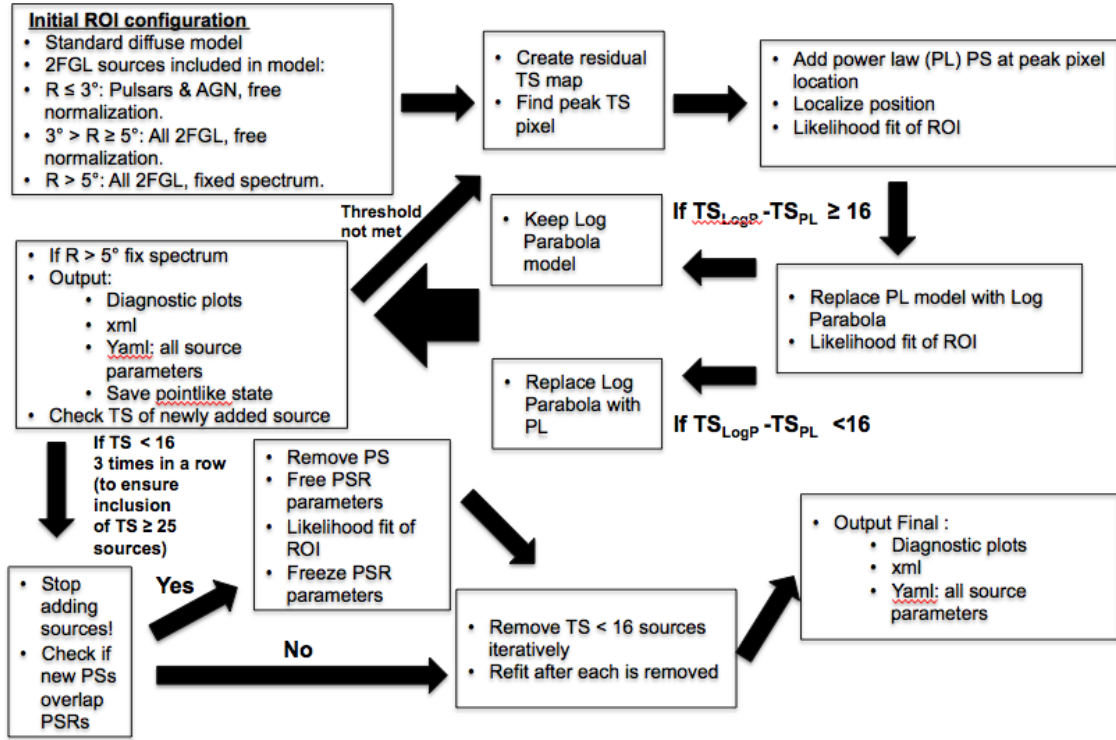 Initial ROI configuration
• Standard diffuse model
• 2FGL sources included in model:
• R ≤ 3°: Pulsars & AGN, free
normalization.
• 3° > R ≥ 5°: All 2FGL, free
normalization.
• R > 5°: All 2FGL, fixed spectrum.
• Create residual
TS map
• Find peak TS
pixel
• Add power law (PL) PS at peak pixel
location
• Localize position
• Likelihood fit of ROI
If TS_LogP -TS_PL ≥ 16
• Replace PL model with Log
Parabola
• Likelihood fit of ROI
• Keep Log
Parabola
model
• Replace Log
Parabola with
PL
If TS_LogP -TS_PL <16
Threshold
not met
• If R > 5° fix spectrum
• Output:
• Diagnostic plots
• xml
• Yaml: all source
parameters
• Save pointlike state
• Check TS of newly added source
If TS < 16
3 times in a row
(to ensure
inclusion
of TS ≥ 25
sources)
• Stop
adding
sources!
• Check if
new PSs
overlap
PSRs
Yes
• Remove PS
• Free PSR
parameters
• Likelihood fit of
ROI
• Freeze PSR
parameters
No
• Remove TS < 16 sources
iteratively
• Refit after each is removed
• Output Final :
• Diagnostic plots
• xml
• Yaml: all source
parameters